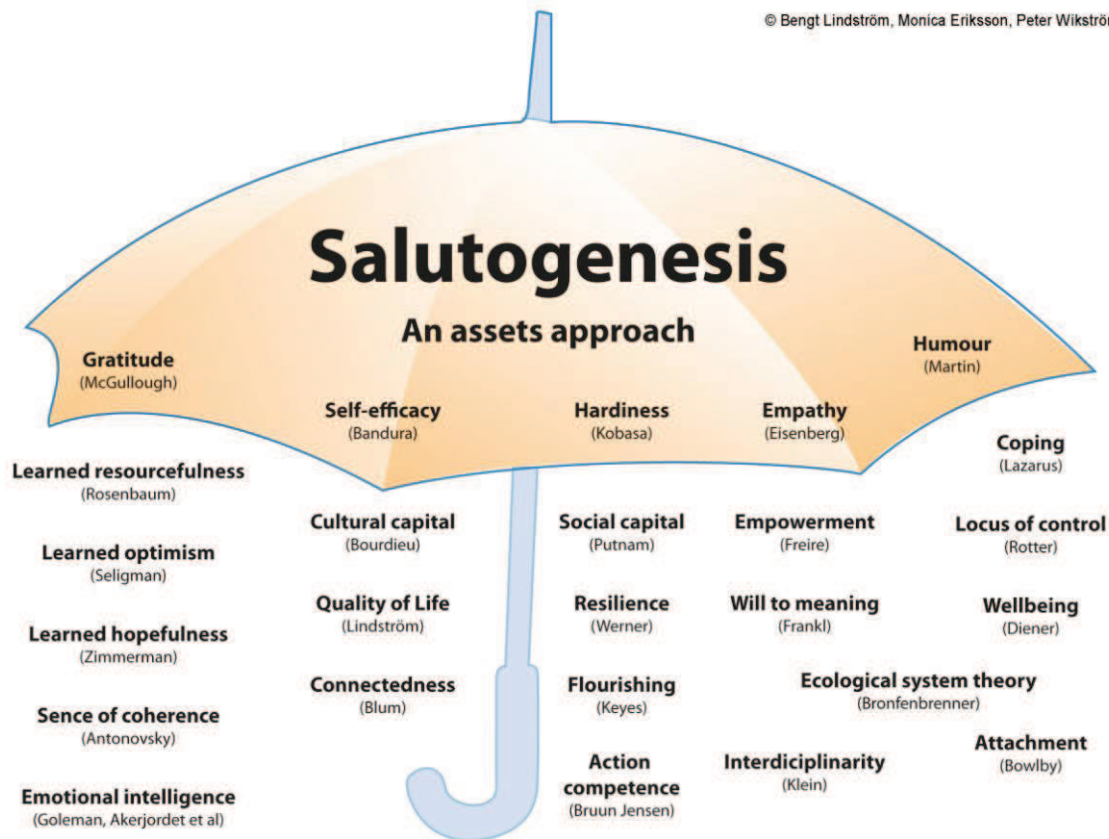 © Bengt Lindström, Monica Eriksson, Peter Wikström
Salutogenesis
An assets approach
Gratitude
(McGullough)
Humour
(Martin)
Self-efficacy
(Bandura)
Hardiness
(Kobasa)
Empathy
(Eisenberg)
Coping
(Lazarus)
Learned resourcefulness
(Rosenbaum)
Cultural capital
(Bourdieu)
Social capital
(Putnam)
Empowerment
(Freire)
Locus of control
(Rotter)
Learned optimism
(Seligman)
Quality of Life
(Lindström)
Resilience
(Werner)
Will to meaning
(Frankl)
Wellbeing
(Diener)
Learned hopefulness
(Zimmerman)
Connectedness
(Blum)
Flourishing
(Keyes)
Ecological system theory
(Bronfenbrenner)
Sence of coherence
(Antonovsky)
Action
competence
(Bruun Jensen)
Interdiciplinarity
(Klein)
Attachment
(Bowlby)
Emotional intelligence
(Goleman, Akerjordet et al)